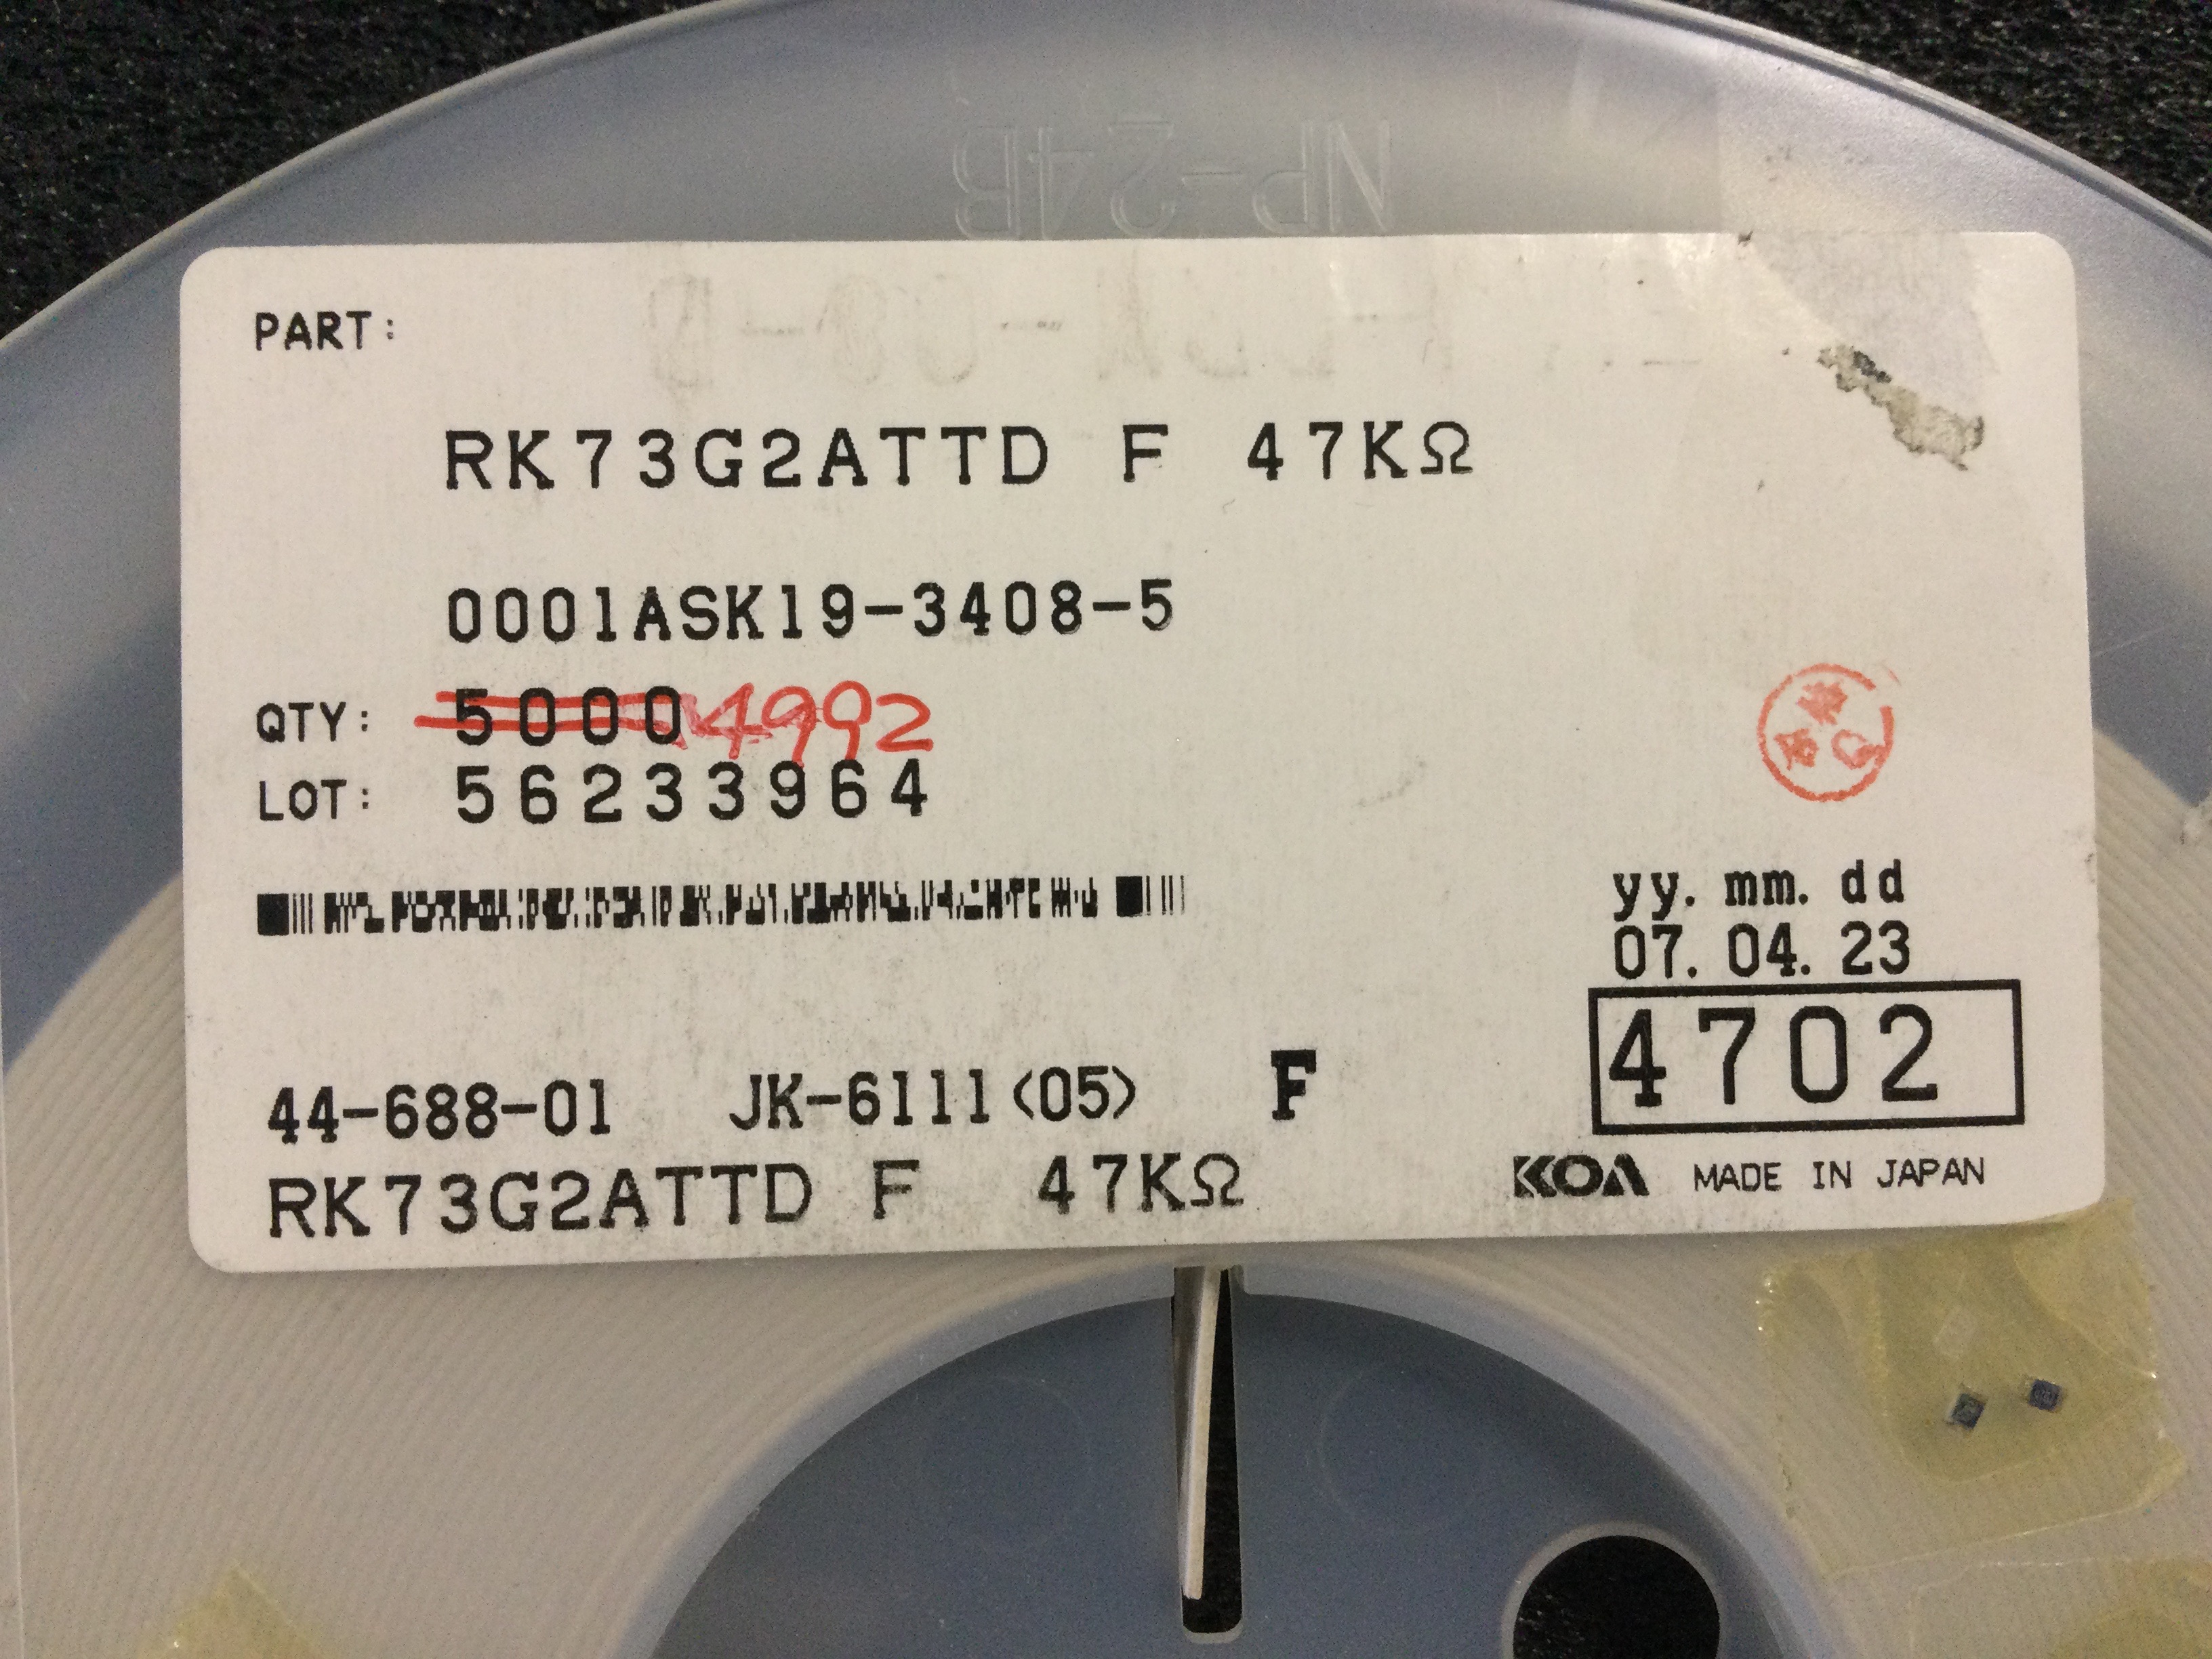 NP-24B
PART:
RK73G2ATTD F 47KΩ
0001ASK19-3408-5
QTY: 5000 4992
LOT: 56233964
yy. mm. dd
07. 04. 23
4702
44-688-01 JK-6111<05> F
RK73G2ATTD F 47KΩ
KOA MADE IN JAPAN